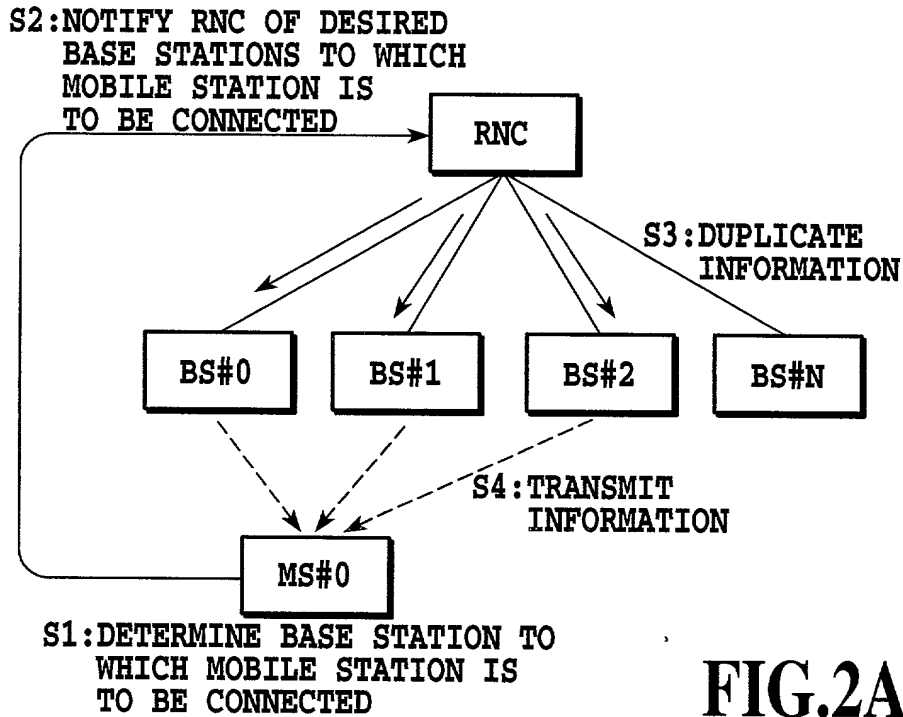 S2:NOTIFY RNC OF DESIRED
BASE STATIONS TO WHICH
MOBILE STATION IS
TO BE CONNECTED
RNC
S3:DUPLICATE
INFORMATION
BS#0
BS#1
BS#2
BS#N
S4:TRANSMIT
INFORMATION
MS#0
S1:DETERMINE BASE STATION TO
WHICH MOBILE STATION IS
TO BE CONNECTED
FIG.2A